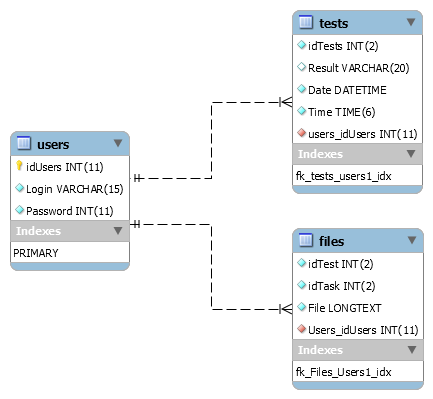 users
idUsers INT(11)
Login VARCHAR(15)
Password INT(11)
Indexes
PRIMARY
tests
idTests INT(2)
Result VARCHAR(20)
Date DATETIME
Time TIME(6)
users_idUsers INT(11)
Indexes
fk_tests_users1_idx
files
idTest INT(2)
idTask INT(2)
File LONGTEXT
Users_idUsers INT(11)
Indexes
fk_Files_Users1_idx